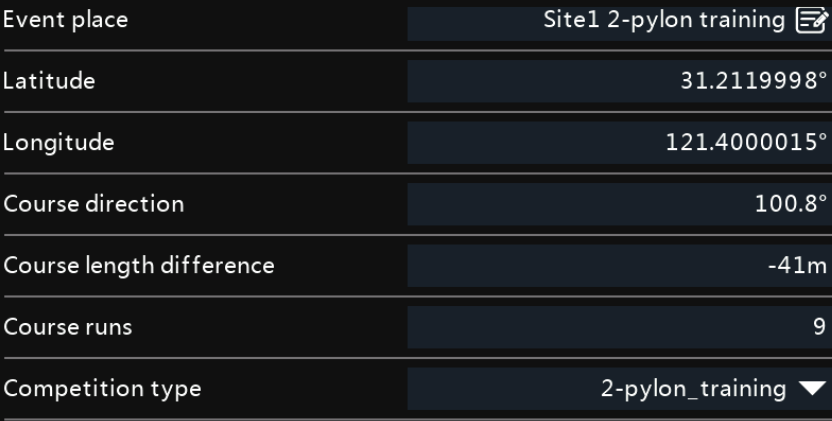 Event place Site1 2-pylon training
Latitude 31.2119998°
Longitude 121.4000015°
Course direction 100.8°
Course length difference -41m
Course runs 9
Competition type 2-pylon_training